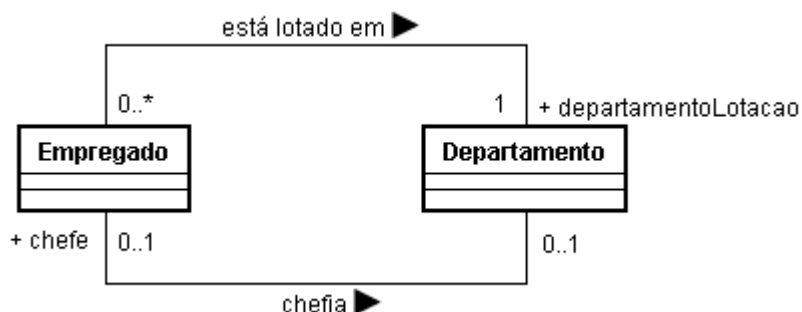 está lotado em
0..*
1
+ departamentoLotacao
Empregado
Departamento
+ chefe
0..1
0..1
chefia